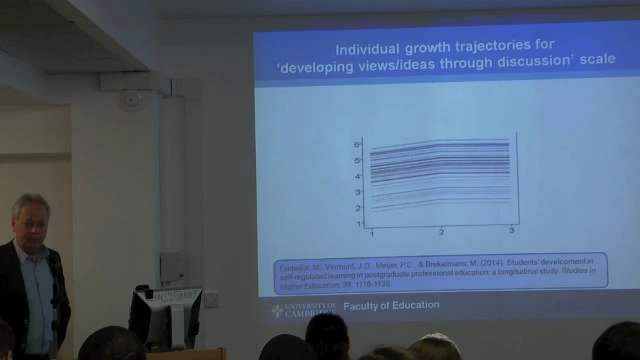 Individual growth trajectories for
'developing views/ideas through discussion' scale
6
5
4
3
2
1
1 2 3
Endedijk, M., Vermunt, J.D., Meijer, P.C., & Brekelmans, M. (2014). Students' development in
self-regulated learning in postgraduate professional education: a longitudinal study. Studies in
Higher Education, 39, 1116-1138.
UNIVERSITY OF
CAMBRIDGE
Faculty of Education